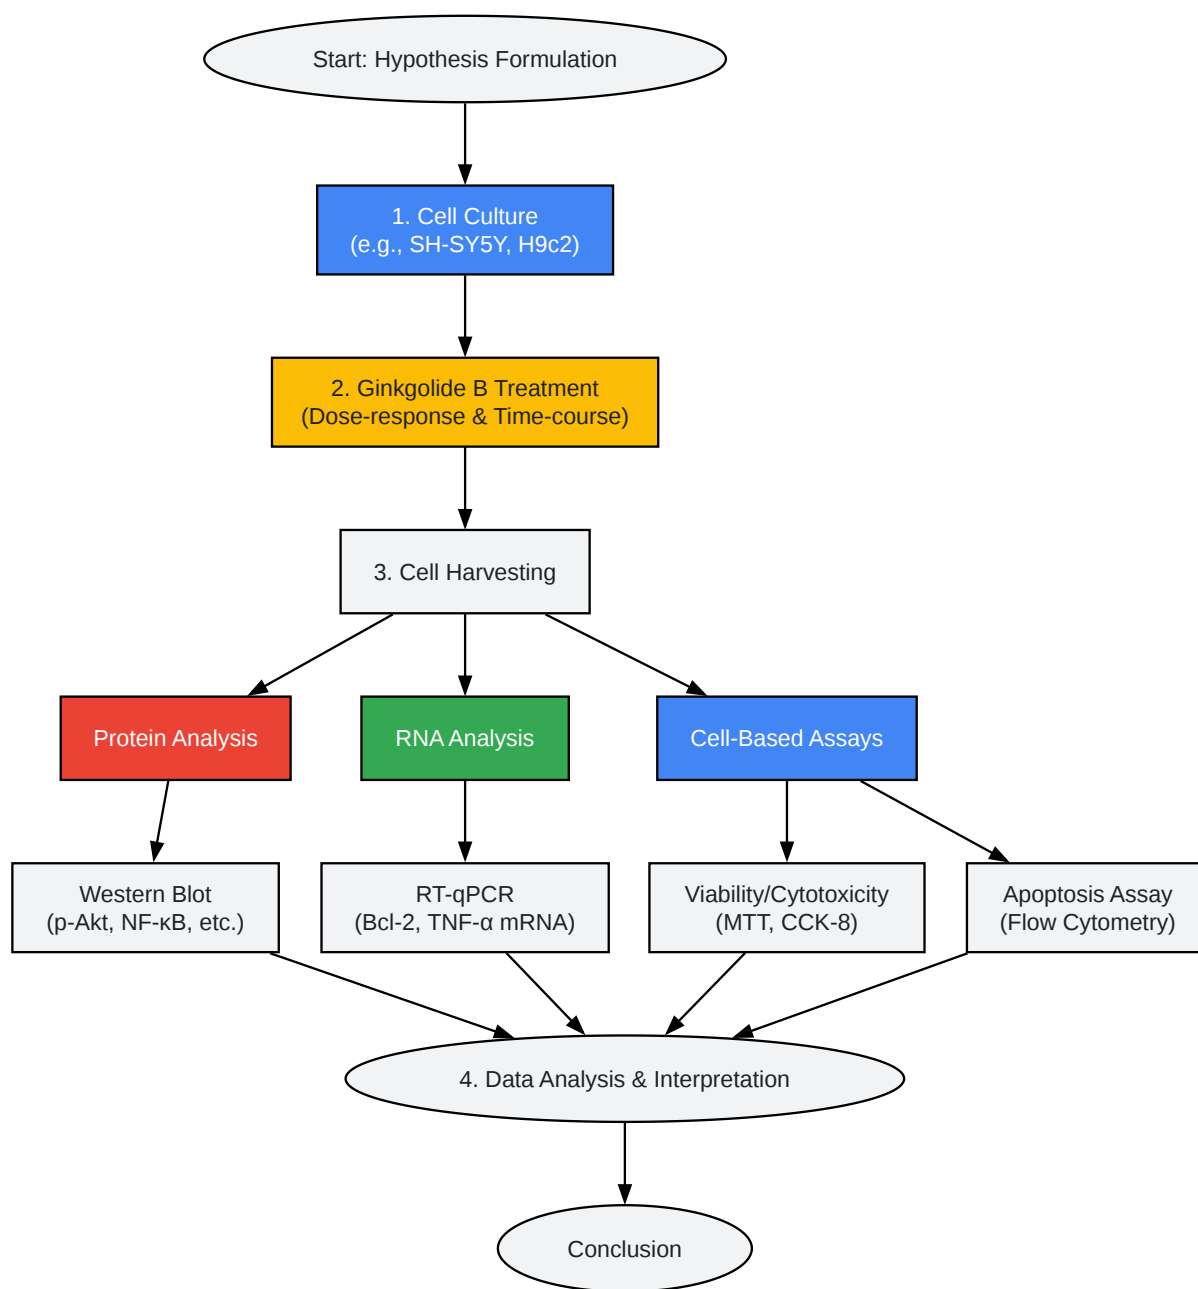 Start: Hypothesis Formulation
1. Cell Culture
(e.g., SH-SY5Y, H9c2)
2. Ginkgolide B Treatment
(Dose-response & Time-course)
3. Cell Harvesting
Protein Analysis
RNA Analysis
Cell-Based Assays
Western Blot
(p-Akt, NF-κB, etc.)
RT-qPCR
(Bcl-2, TNF-α mRNA)
Viability/Cytotoxicity
(MTT, CCK-8)
Apoptosis Assay
(Flow Cytometry)
4. Data Analysis & Interpretation
Conclusion